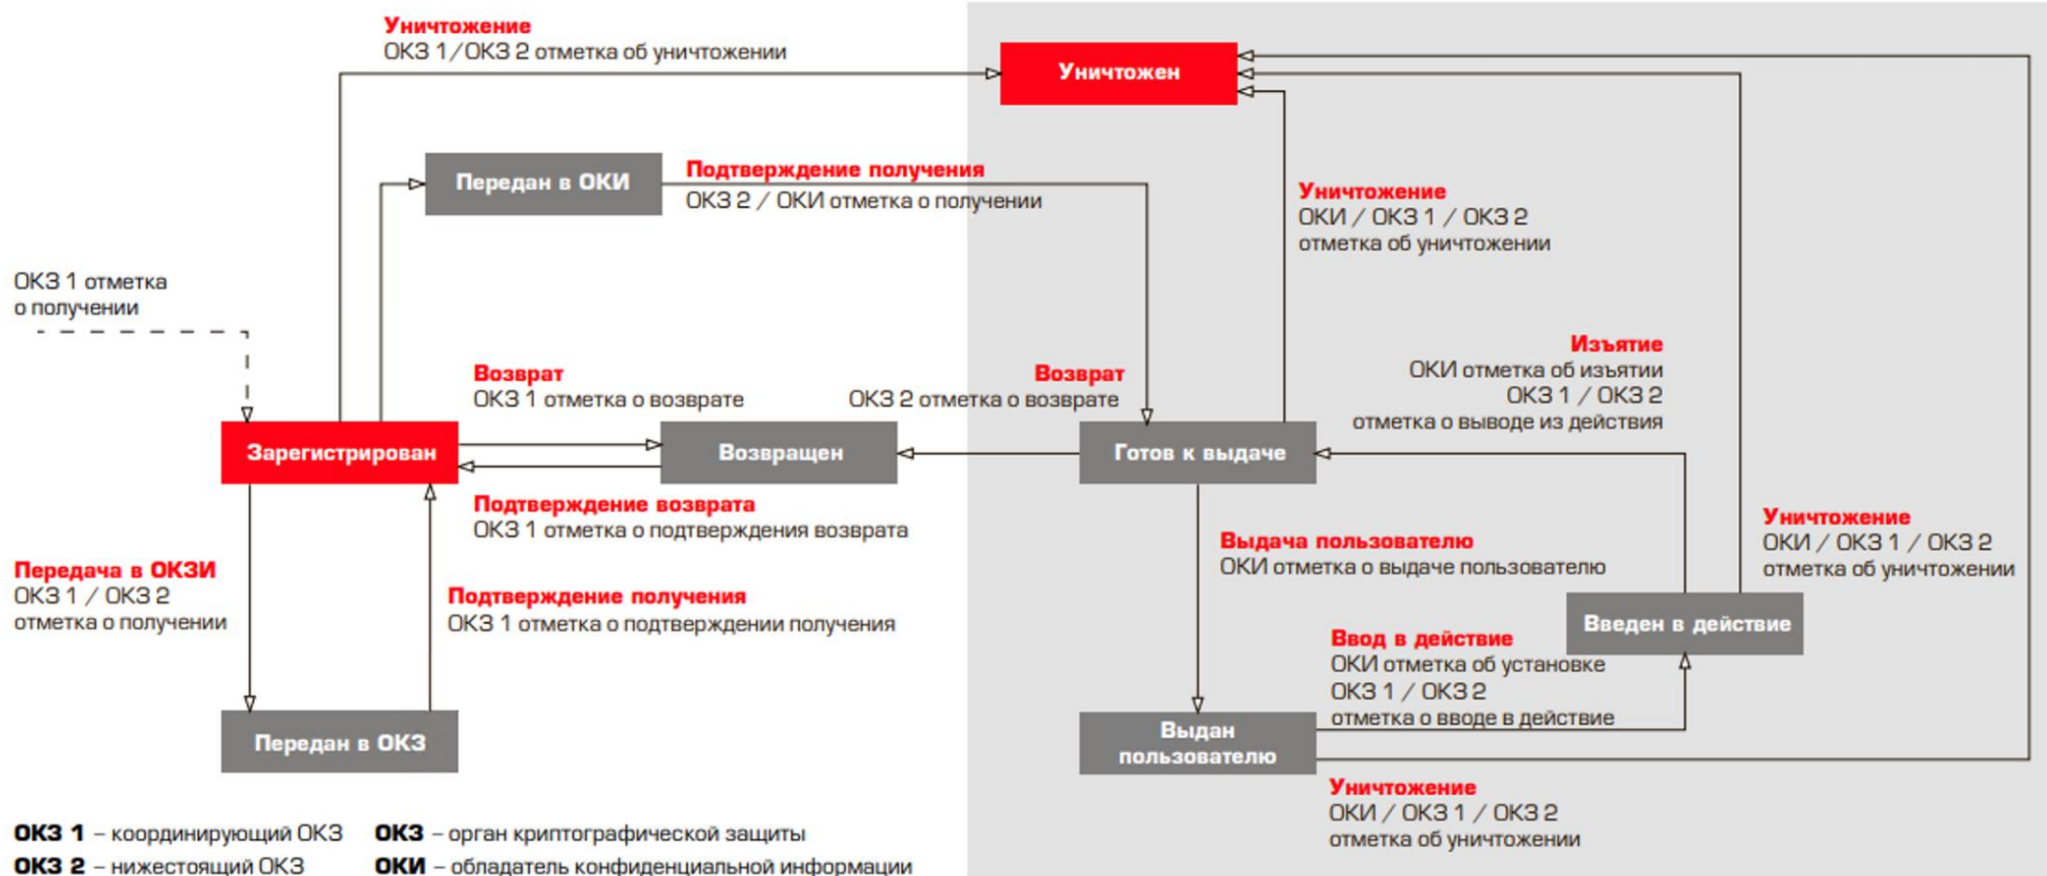 Уничтожение
ОКЗ 1/ОКЗ 2 отметка об уничтожении
Уничтожен
Передан в ОКИ
Подтверждение получения
ОКЗ 2 / ОКИ отметка о получении
Уничтожение
ОКИ / ОКЗ 1 / ОКЗ 2
отметка об уничтожении
ОКЗ 1 отметка
о получении
Изъятие
ОКИ отметка об изъятии
ОКЗ 1 / ОКЗ 2
отметка о выводе из действия
Возврат
ОКЗ 1 отметка о возврате
Возврат
ОКЗ 2 отметка о возврате
Зарегистрирован
Возвращен
Готов к выдаче
Подтверждение возврата
ОКЗ 1 отметка о подтверждения возврата
Передача в ОКЗИ
ОКЗ 1 / ОКЗ 2
отметка о получении
Подтверждение получения
ОКЗ 1 отметка о подтверждении получения
Выдача пользователю
ОКИ отметка о выдаче пользователю
Уничтожение
ОКИ / ОКЗ 1 / ОКЗ 2
отметка об уничтожении
Введен в действие
Ввод в действие
ОКИ отметка об установке
ОКЗ 1 / ОКЗ 2
отметка о вводе в действие
Передан в ОКЗ
Выдан
пользователю
Уничтожение
ОКИ / ОКЗ 1 / ОКЗ 2
отметка об уничтожении
ОКЗ 1 – координирующий ОКЗ
ОКЗ – орган криптографической защиты
ОКЗ 2 – нижестоящий ОКЗ
ОКИ – обладатель конфиденциальной информации